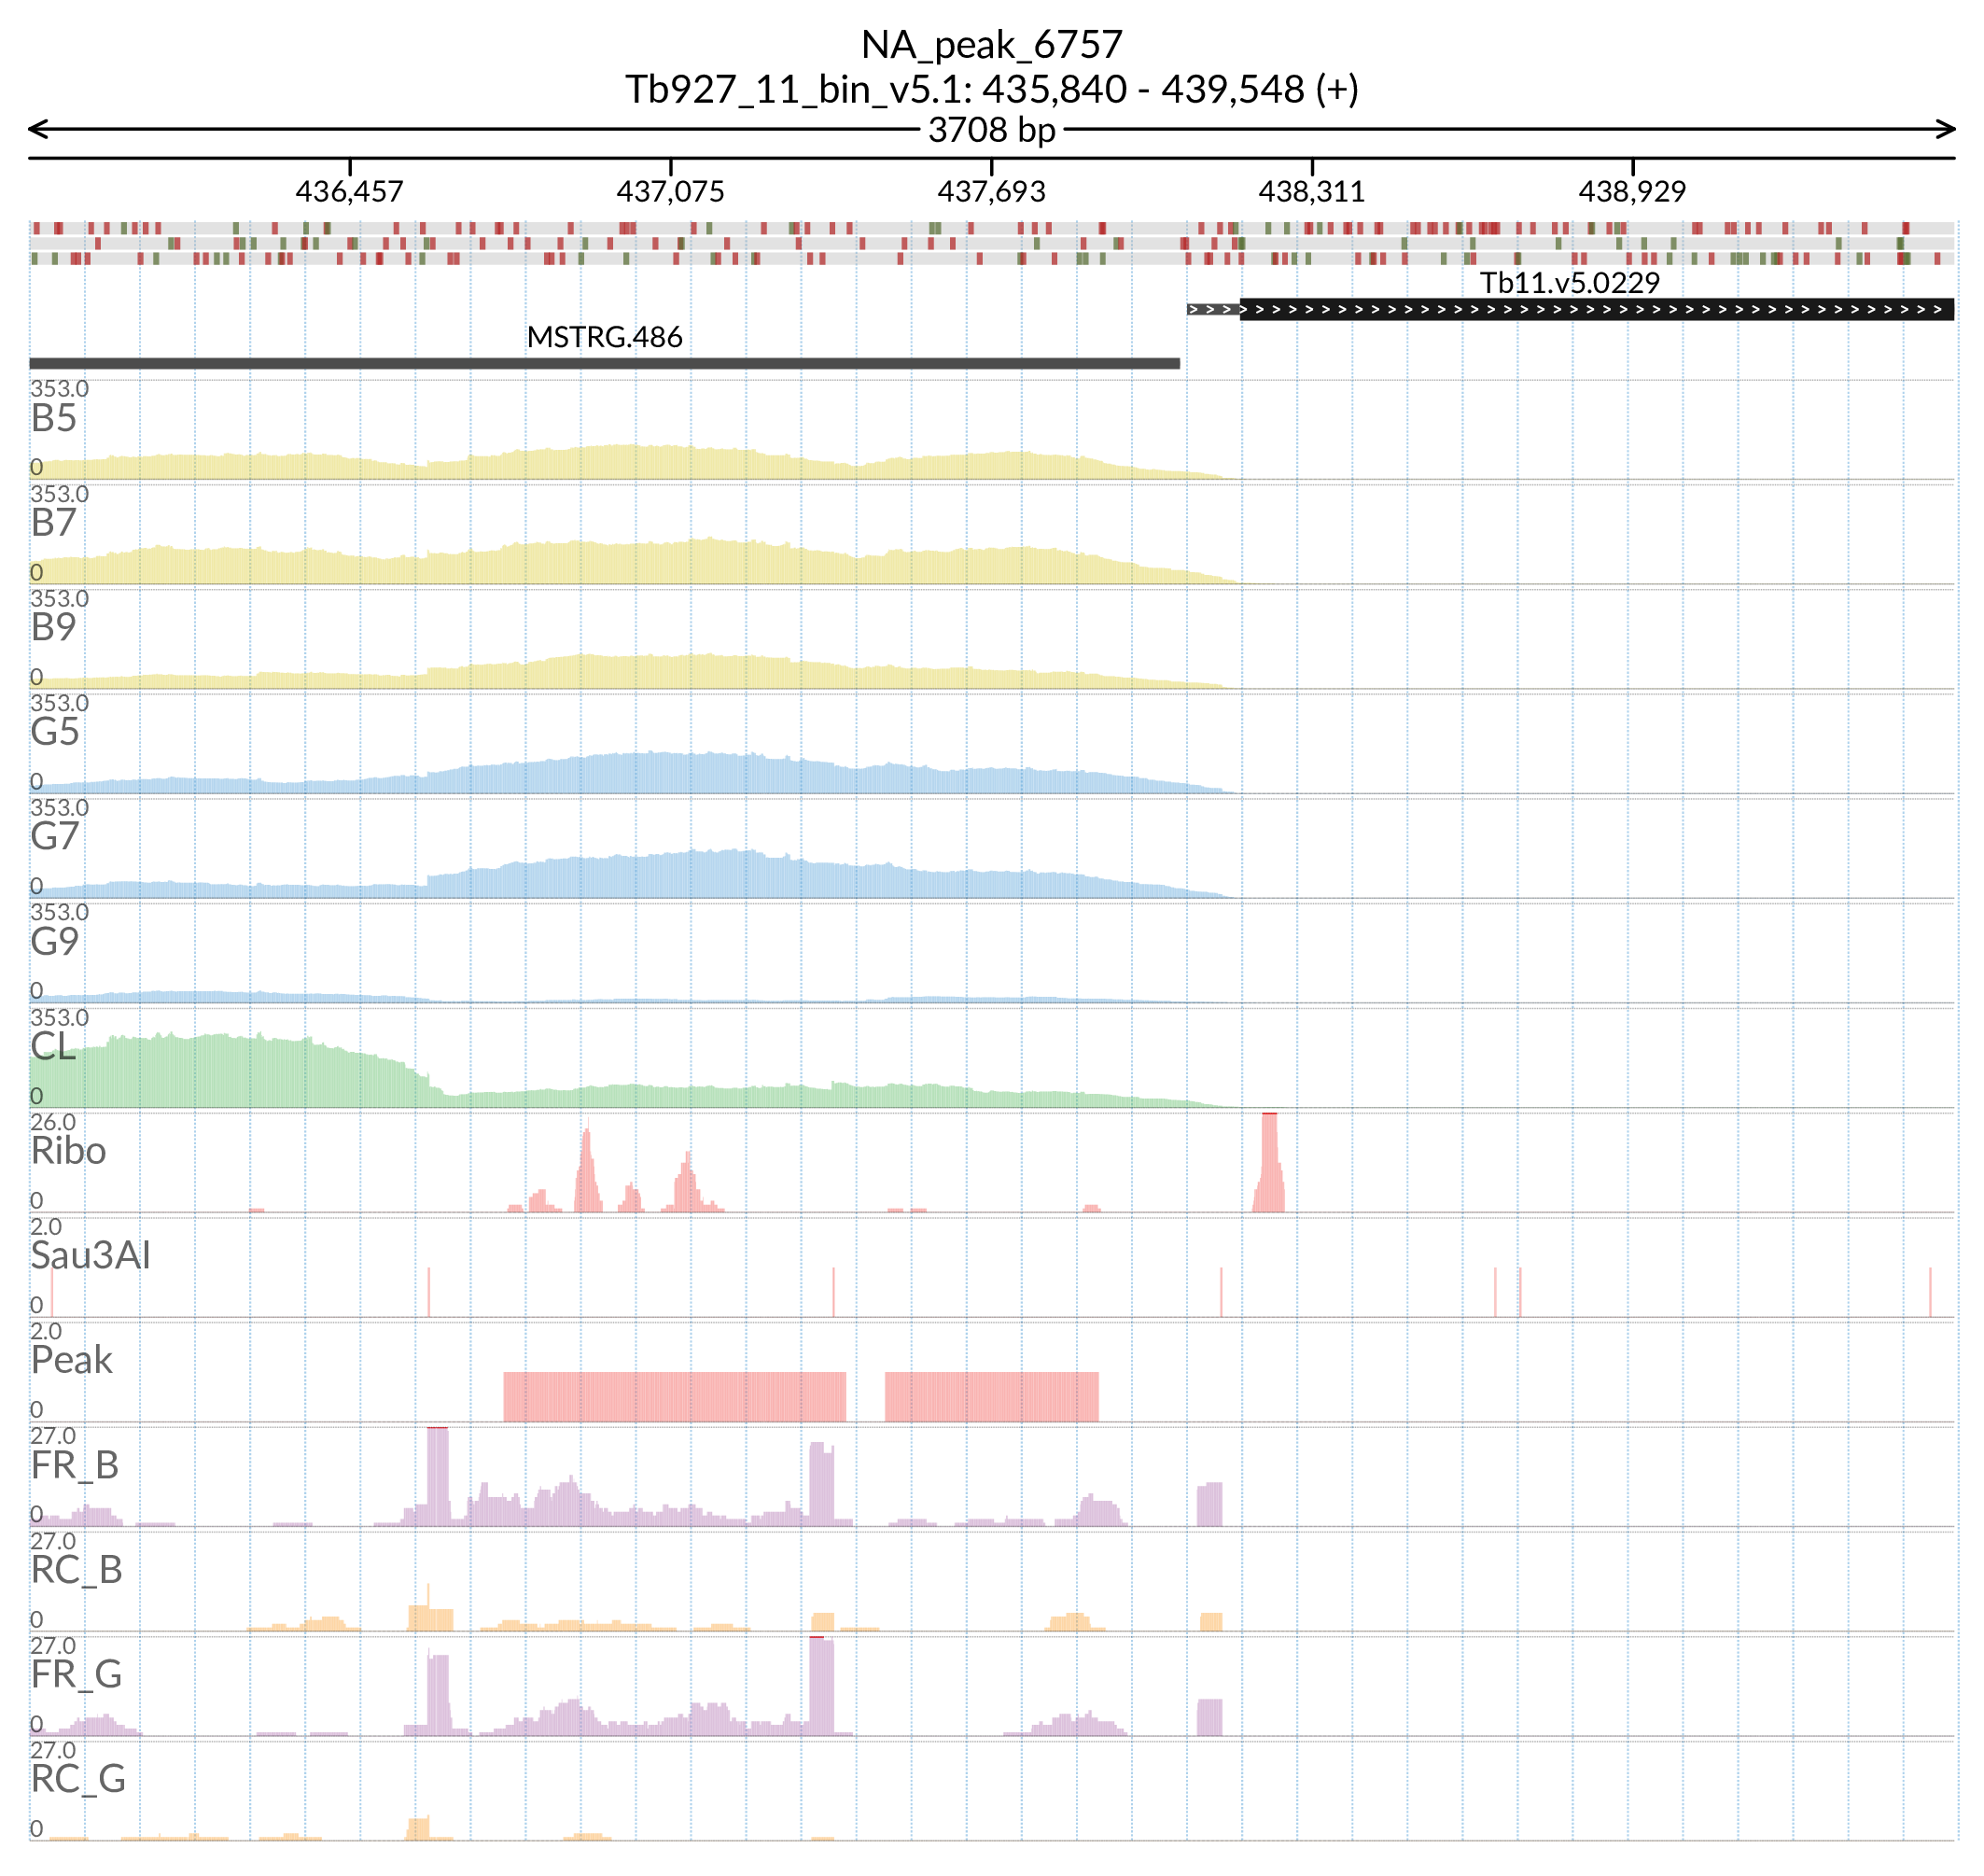 NA_peak_6757
Tb927_11_bin_v5.1: 435,840 - 439,548 (+)
3708 bp
436,457 437,075 437,693 438,311 438,929
Tb11.v5.0229
MSTRG.486
353.0
B5
0
353.0
B7
0
353.0
B9
0
353.0
G5
0
353.0
G7
0
353.0
G9
0
353.0
CL
0
26.0
Ribo
0
2.0
Sau3AI
0
2.0
Peak
0
27.0
FR_B
0
27.0
RC_B
0
27.0
FR_G
0
27.0
RC_G
0